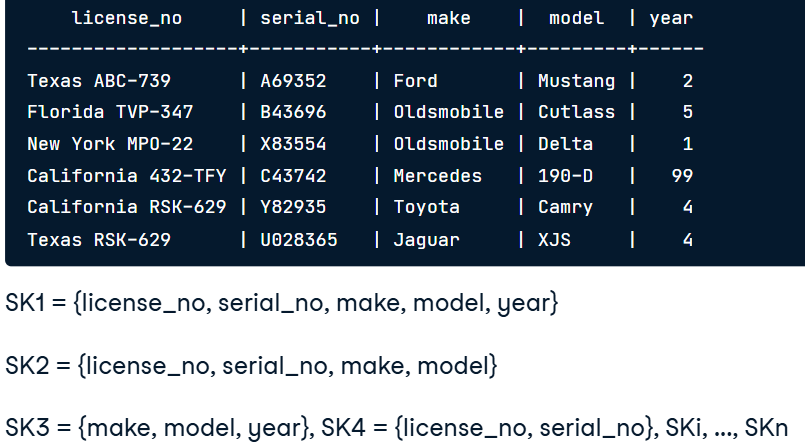 license_no | serial_no | make | model | year
------------------+-----------+------------+---------+------
Texas ABC-739 | A69352 | Ford | Mustang | 2
Florida TVP-347 | B43696 | Oldsmobile | Cutlass | 5
New York MPO-22 | X83554 | Oldsmobile | Delta | 1
California 432-TFY | C43742 | Mercedes | 190-D | 99
California RSK-629 | Y82935 | Toyota | Camry | 4
Texas RSK-629 | U028365 | Jaguar | XJS | 4
SK1 = {license_no, serial_no, make, model, year}
SK2 = {license_no, serial_no, make, model}
SK3 = {make, model, year}, SK4 = {license_no, serial_no}, SKi, ..., SKn